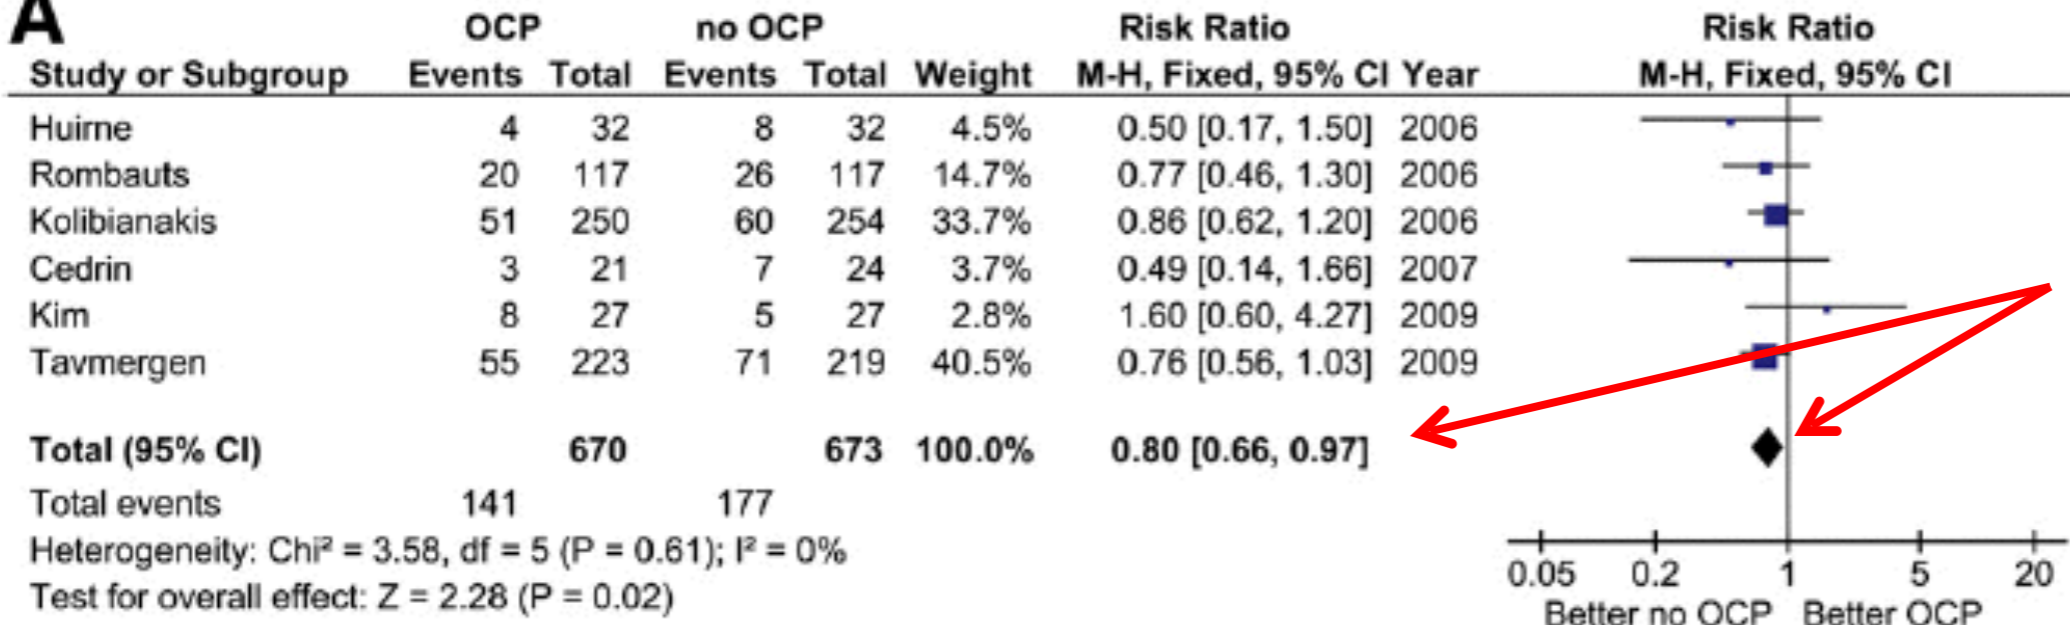 A
OCP no OCP Risk Ratio Risk Ratio
Study or Subgroup Events Total Events Total Weight M-H, Fixed, 95% CI Year M-H, Fixed, 95% CI
Huirne 4 32 8 32 4.5% 0.50 [0.17, 1.50] 2006
Rombauts 20 117 26 117 14.7% 0.77 [0.46, 1.30] 2006
Kolibianakis 51 250 60 254 33.7% 0.86 [0.62, 1.20] 2006
Cedrin 3 21 7 24 3.7% 0.49 [0.14, 1.66] 2007
Kim 8 27 5 27 2.8% 1.60 [0.60, 4.27] 2009
Tavmergen 55 223 71 219 40.5% 0.76 [0.56, 1.03] 2009
Total (95% CI) 670 673 100.0% 0.80 [0.66, 0.97]
Total events 141 177
Heterogeneity: Chi² = 3.58, df = 5 (P = 0.61); I² = 0%
Test for overall effect: Z = 2.28 (P = 0.02)
0.05 0.2 1 5 20
Better no OCP Better OCP